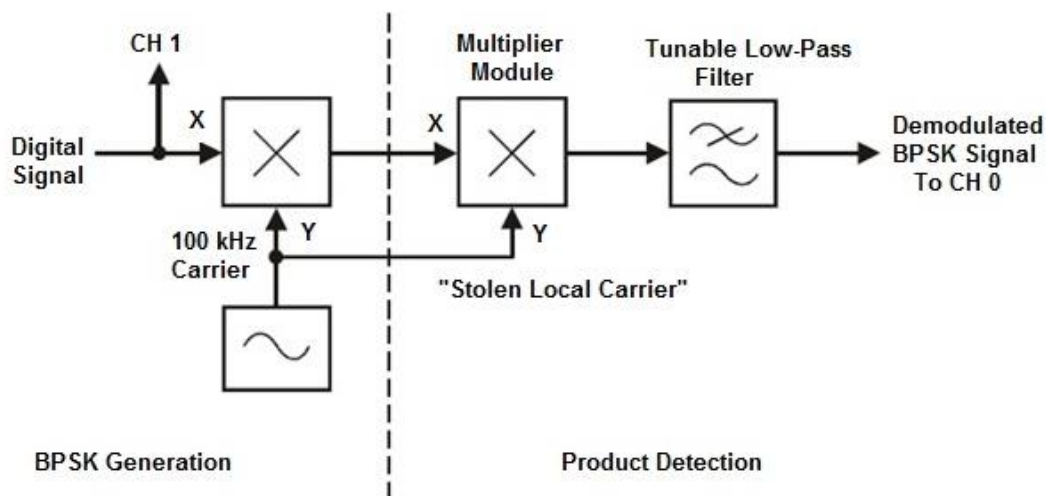 CH 1
Multiplier
Module
Tunable Low-Pass
Filter
X
X
Digital
Signal
Demodulated
BPSK Signal
To CH 0
Y
Y
100 kHz
Carrier
"Stolen Local Carrier"
BPSK Generation
Product Detection